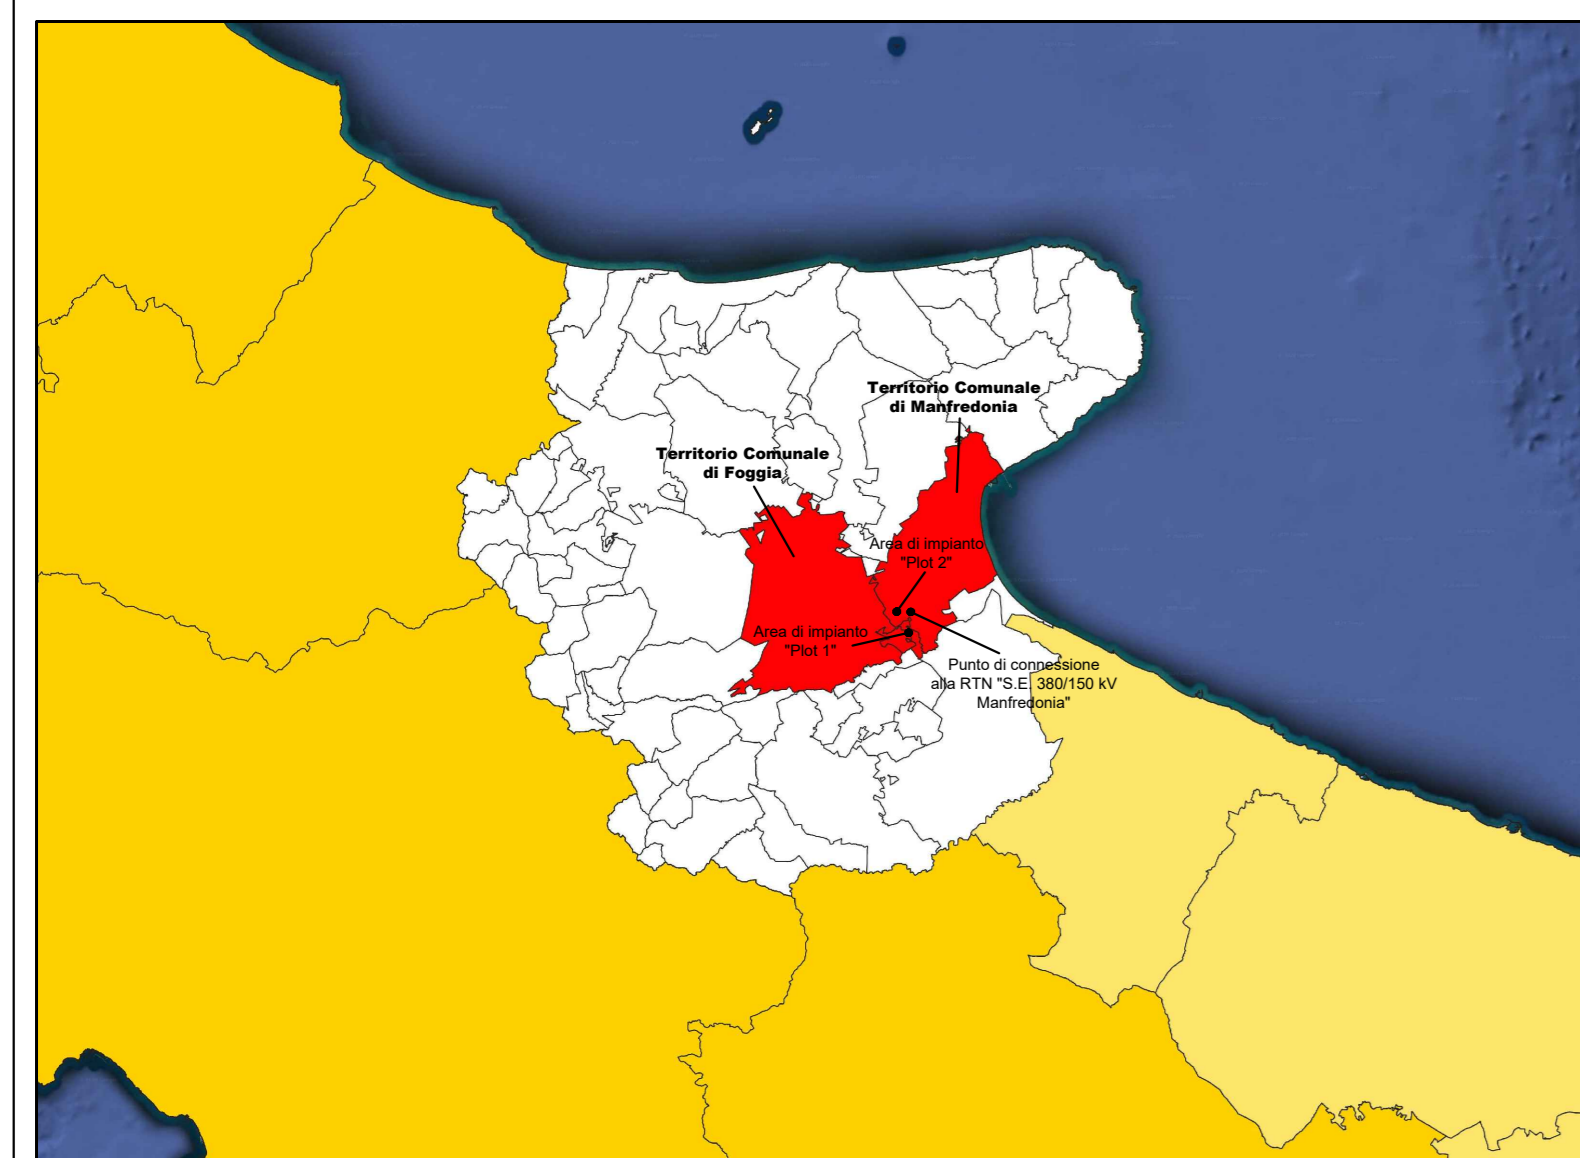 Territorio Comunale
di Manfredonia
Territorio Comunale
di Foggia
Area di impianto
"Plot 2"
Area di impianto
"Plot 1"
Punto di connessione
alla RTN "S.E. 380/150 kV
Manfredonia"